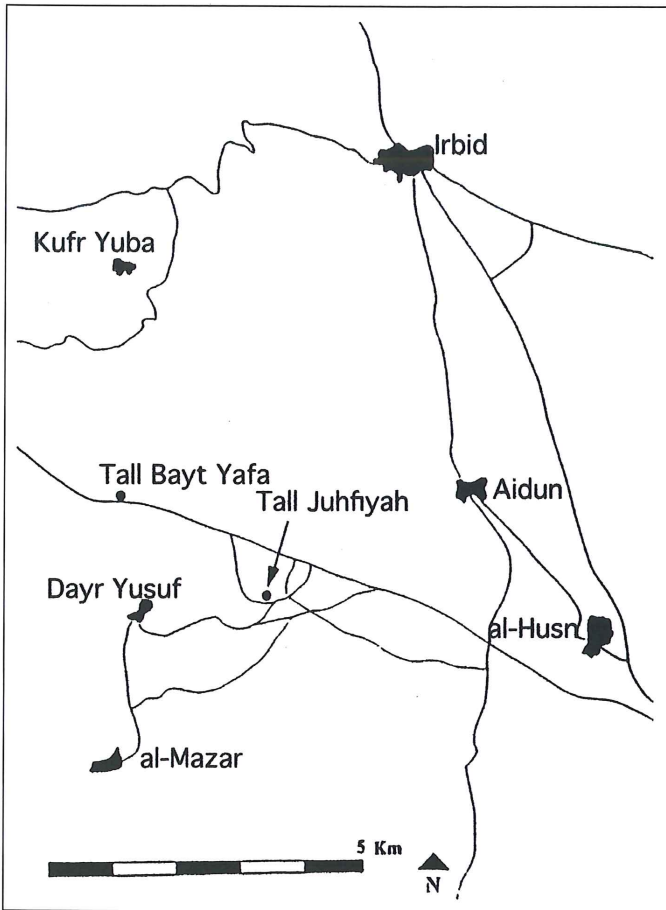 Irbid
Kufr Yuba
Tall Bayt Yafa
Aidun
Tall Juhfiyah
Dayr Yusuf
al-Husn
al-Mazar
5 Km
N